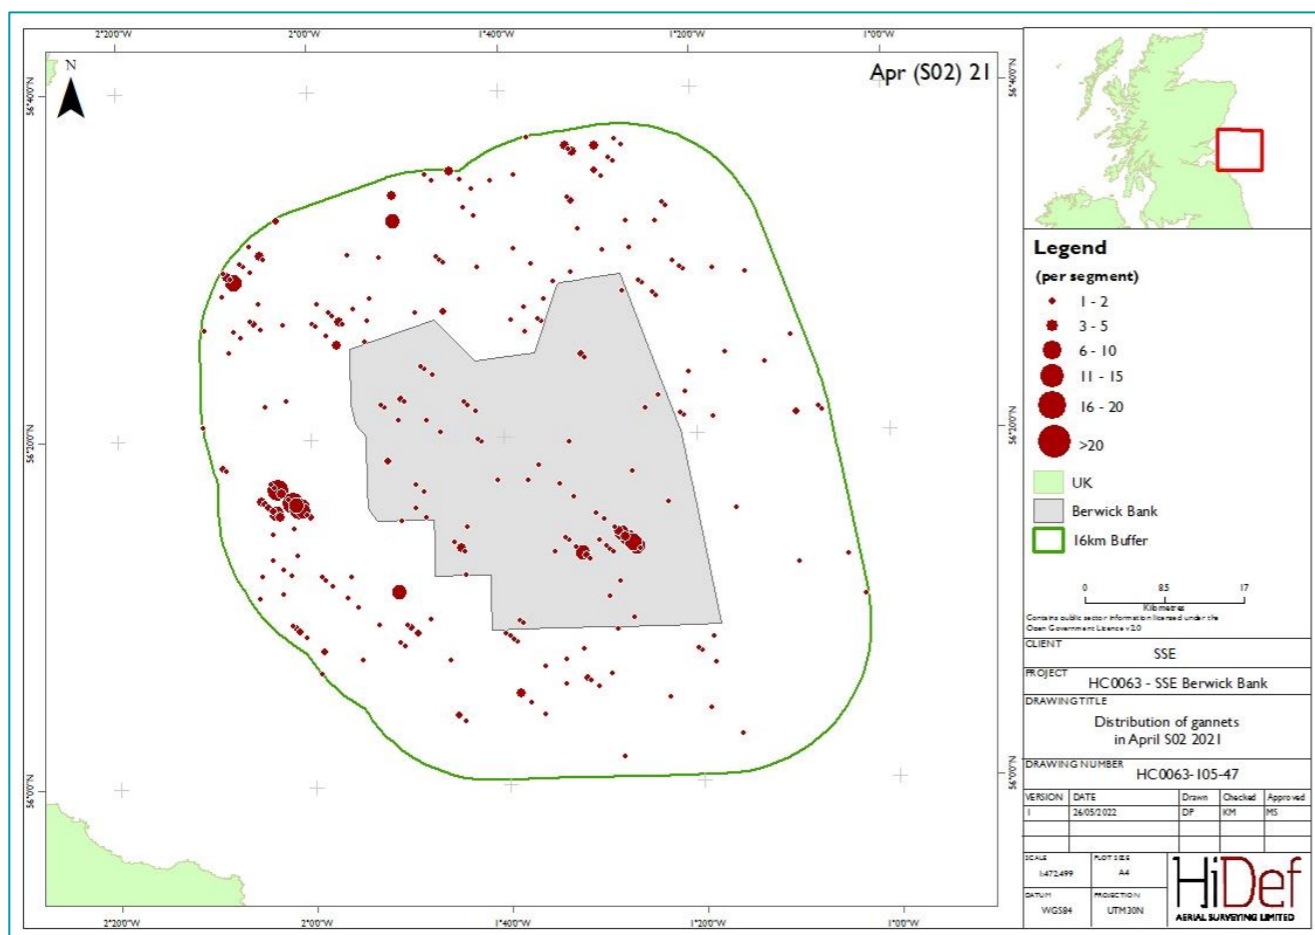 2°20'0"W 2°0'0"W 1°40'0"W 1°20'0"W 1°0'0"W
N
Apr (S02) 21
56°40'0"N
56°40'0"N
56°20'0"N
56°20'0"N
56°0'0"N
56°0'0"N
2°20'0"W 2°0'0"W 1°40'0"W 1°20'0"W 1°0'0"W
Legend
(per segment)
1 - 2
3 - 5
6 - 10
11 - 15
16 - 20
>20
UK
Berwick Bank
16km Buffer
0 8.5 17
Kilometres
Contains public sector information licensed under the
Open Government Licence v2.0
CLIENT
SSE
PROJECT
HC0063 - SSE Berwick Bank
DRAWING TITLE
Distribution of gannets
in April S02 2021
DRAWING NUMBER
HC0063-105-47
VERSION DATE Drawn Checked Approved
1 26/05/2022 DP KM MS
SCALE
1:472,499
PLOT SIZE
A4
DATUM
WGS84
PROJECTION
UTM30N
HiDef
AERIAL SURVEYING LIMITED